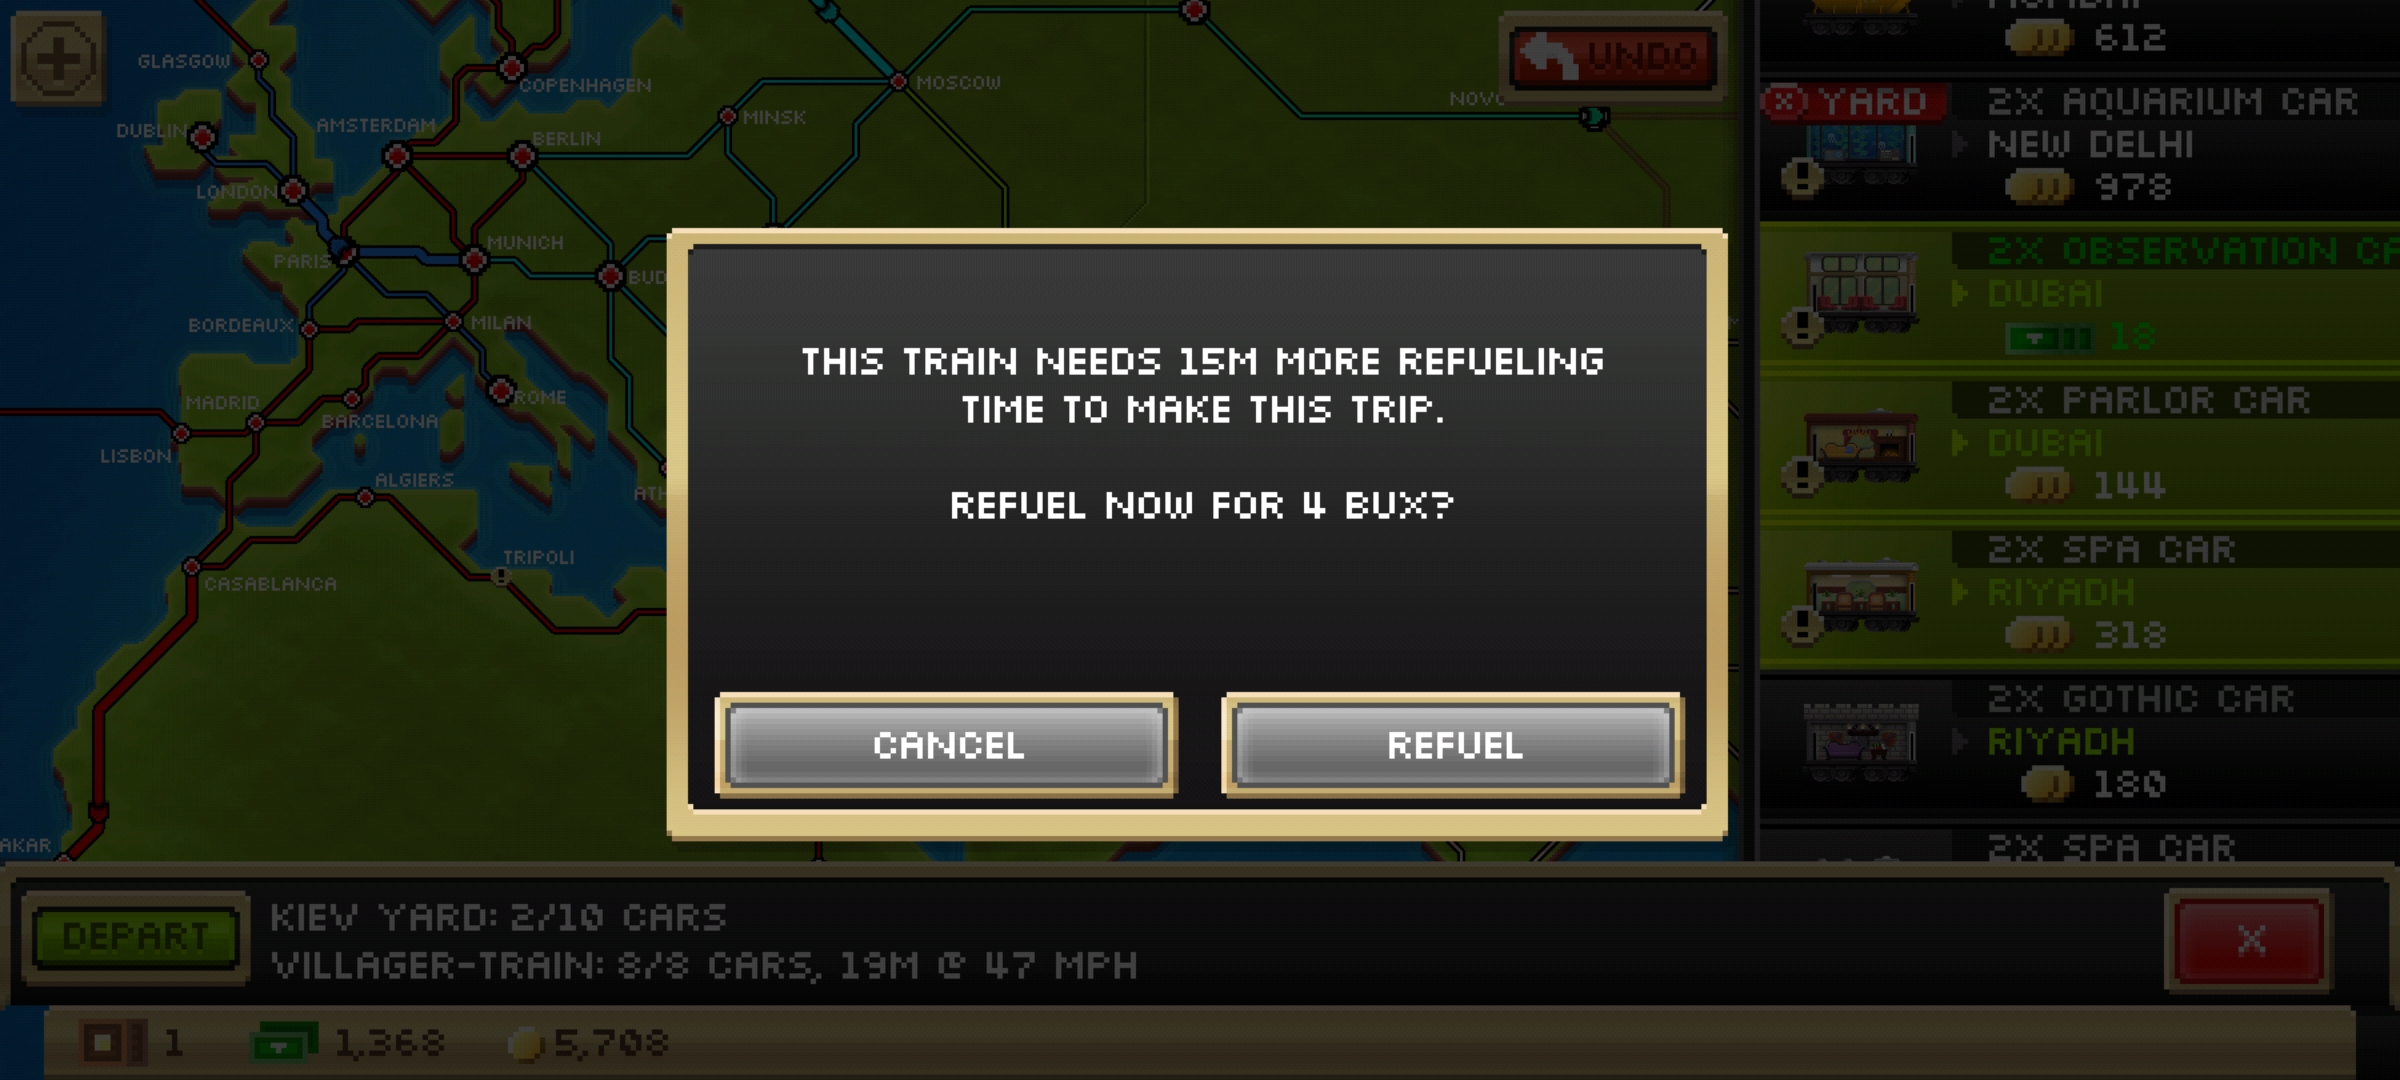 GLASGOW
COPENHAGEN
MOSCOW
MINSK
DUBLIN
AMSTERDAM
BERLIN
LONDON
PARIS
MUNICH
BUD
BORDEAUX
MILAN
MADRID
BARCELONA
ROME
LISBON
ALGIERS
ATH
TRIPOLI
CASABLANCA
AKAR
NOVO
UNDO
612
YARD
2X AQUARIUM CAR
NEW DELHI
978
2X OBSERVATION CA
DUBAI
18
2X PARLOR CAR
DUBAI
144
2X SPA CAR
RIYADH
318
2X GOTHIC CAR
RIYADH
180
2X SPA CAR
THIS TRAIN NEEDS 15M MORE REFUELING
TIME TO MAKE THIS TRIP.
REFUEL NOW FOR 4 BUX?
CANCEL
REFUEL
DEPART
KIEV YARD: 2/10 CARS
VILLAGER-TRAIN: 8/8 CARS, 19M @ 47 MPH
X
1
1,368
5,708